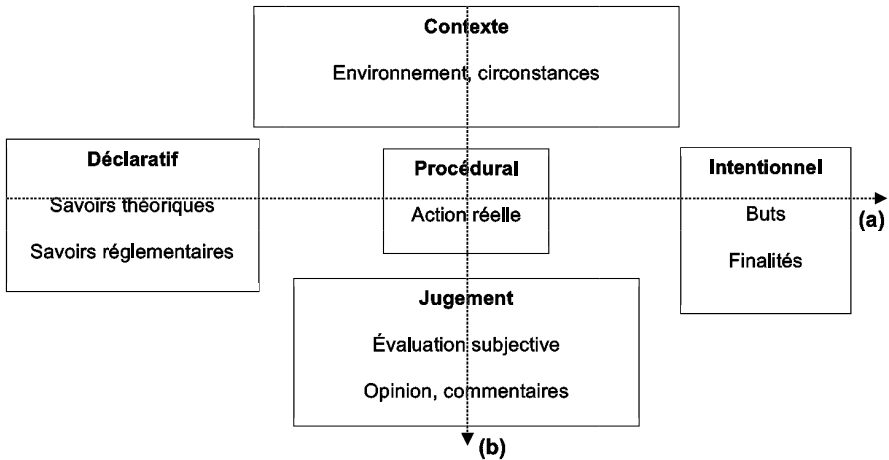 Contexte
Environnement, circonstances
Déclaratif
Savoirs théoriques
Savoirs réglementaires
Procédural
Action réelle
Intentionnel
Buts
Finalités
(a)
Jugement
Évaluation subjective
Opinion, commentaires
(b)